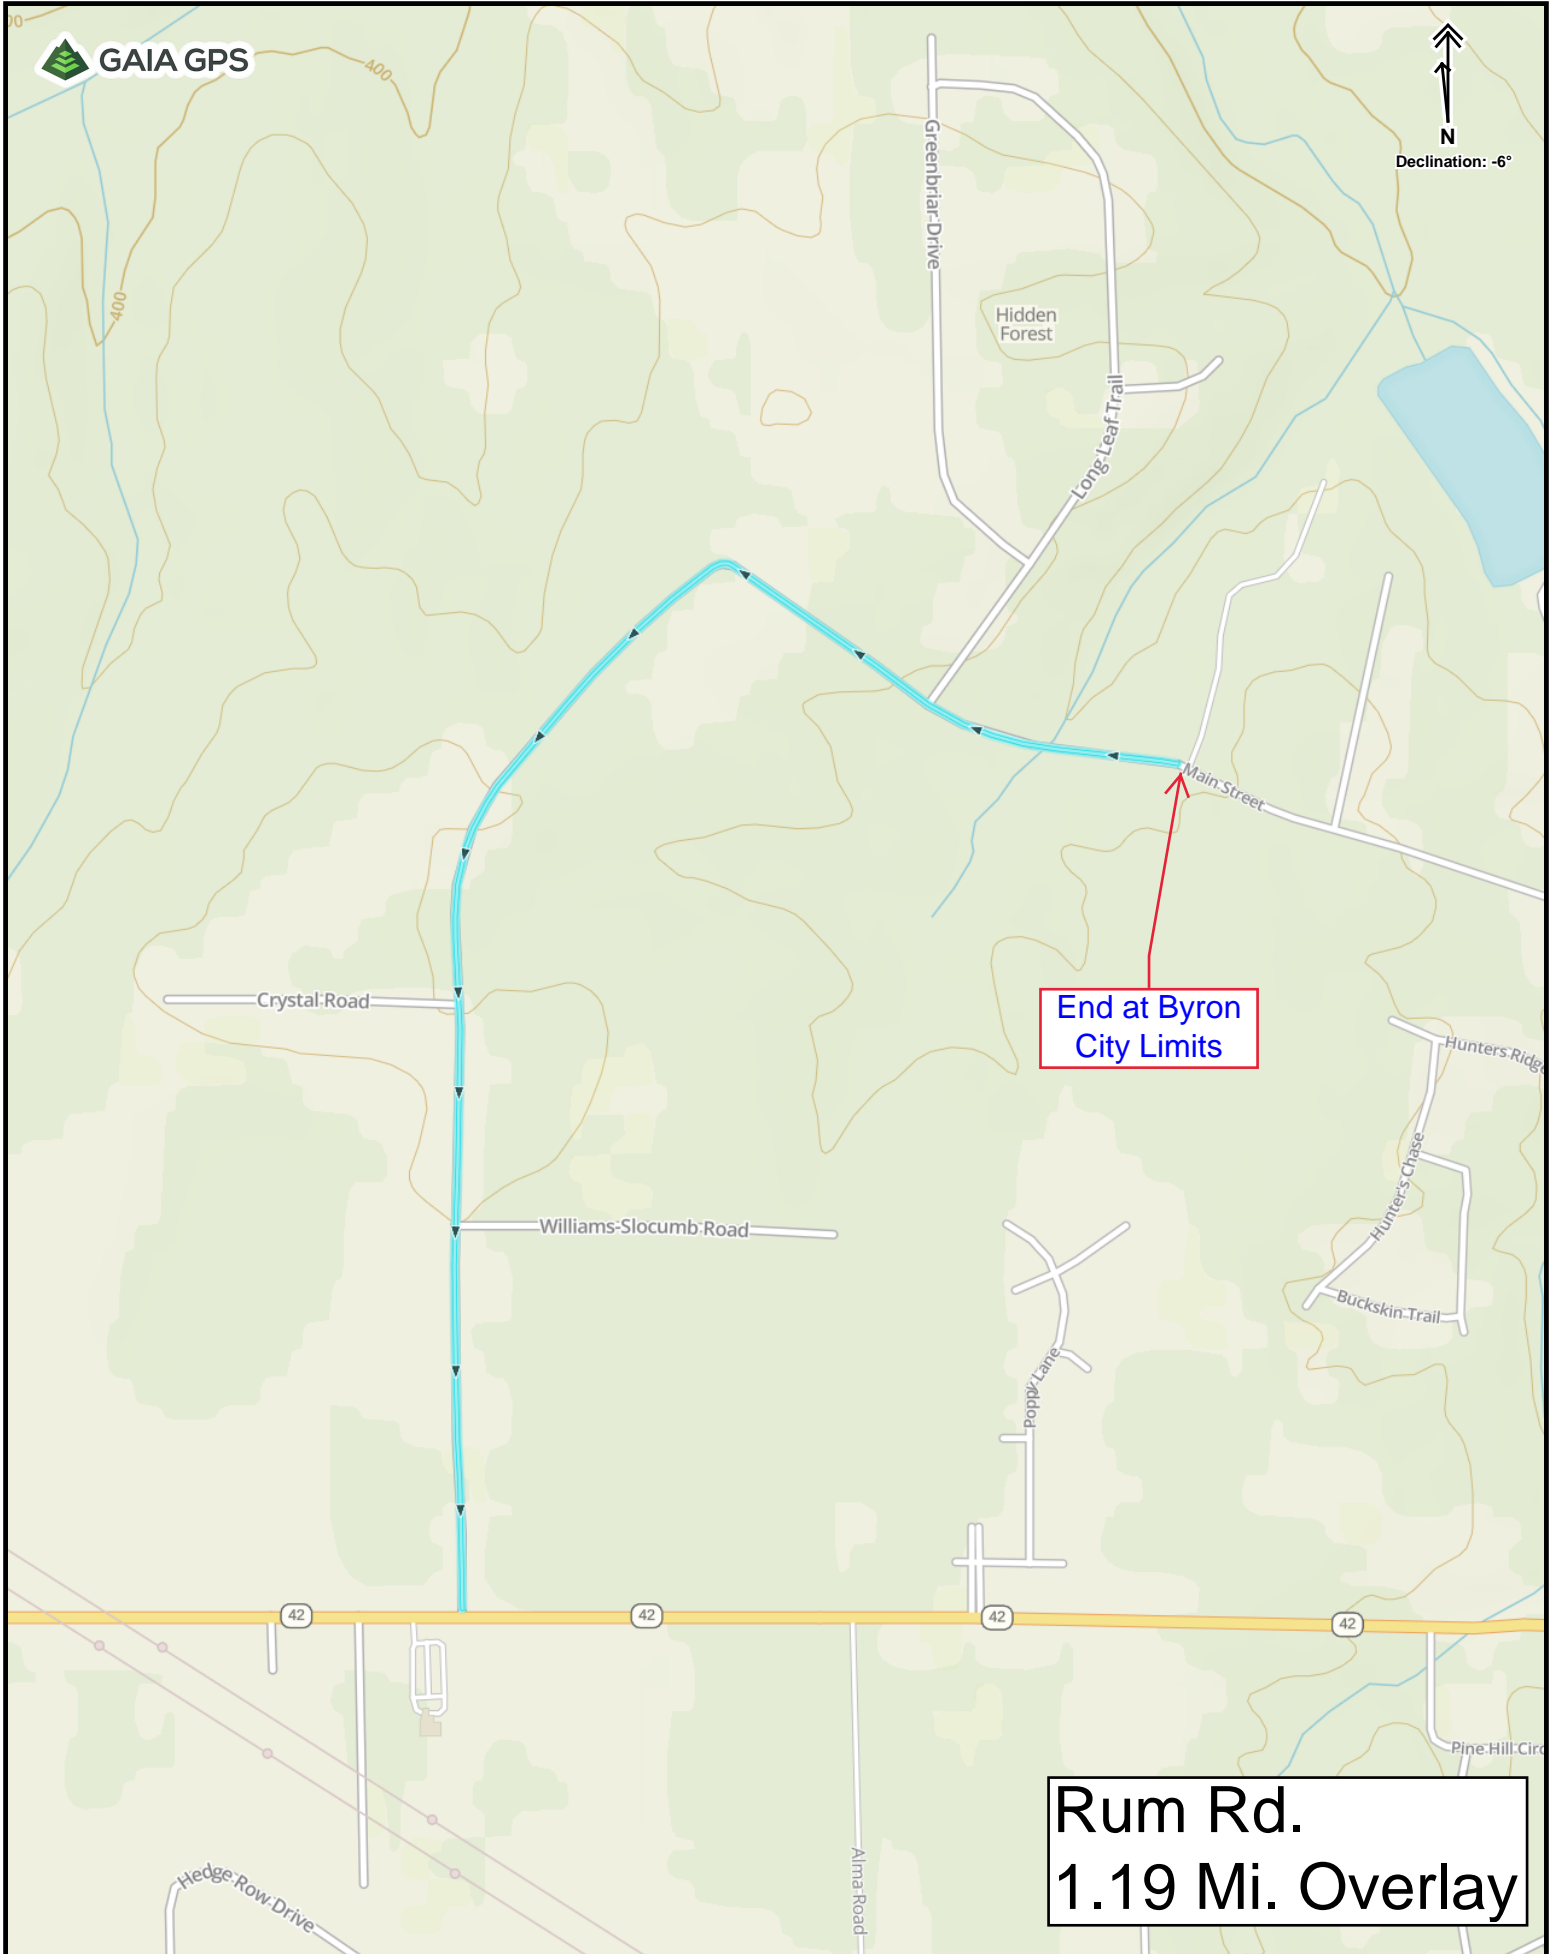 GAIA GPS
N
Declination: -6°
00
400
400
Greenbriar Drive
Hidden
Forest
Long Leaf Trail
Main Street
Crystal Road
End at Byron
City Limits
Hunters Ridge
Hunter's Chase
Williams-Slocumb Road
Buckskin Trail
Poppy Lane
42
42
42
42
Pine Hill Circ
Rum Rd.
1.19 Mi. Overlay
Alma Road
Hedge Row Drive